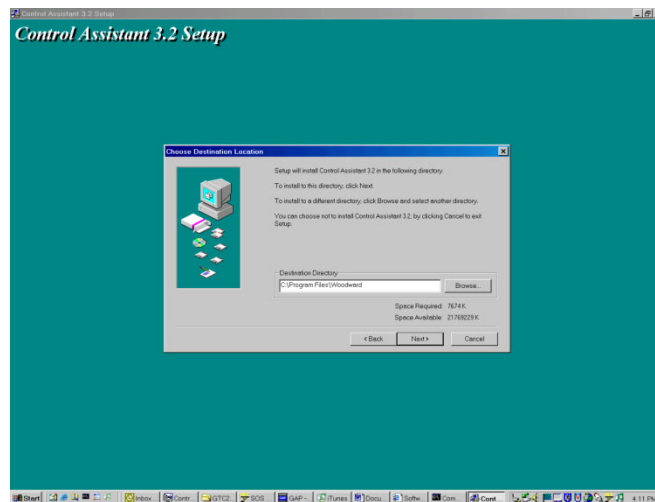 Control Assistant 3.2 Setup
Control Assistant 3.2 Setup
Choose Destination Location
Setup will install Control Assistant 3.2 in the following directory.
To install to this directory, click Next.
To install to a different directory, click Browse and select another directory.
You can choose not to install Control Assistant 3.2, by clicking Cancel to exit
Setup.
Destination Directory
C:\Program Files\Woodward
Browse...
Space Required: 7674 K
Space Available: 21769229 K
< Back Next > Cancel
Start Inbox Contr... GTC2 SOS GAP - iTunes Docu... Softw... Com... Cont... 4:11 PM